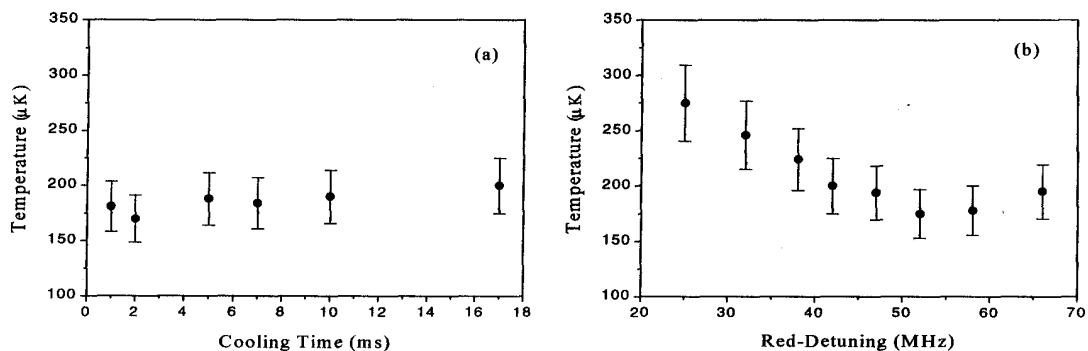 350
300
250
200
150
100
Temperature (μK)
(a)
0 2 4 6 8 10 12 14 16 18
Cooling Time (ms)
350
300
250
200
150
100
Temperature (μK)
(b)
20 30 40 50 60 70
Red-Detuning (MHz)